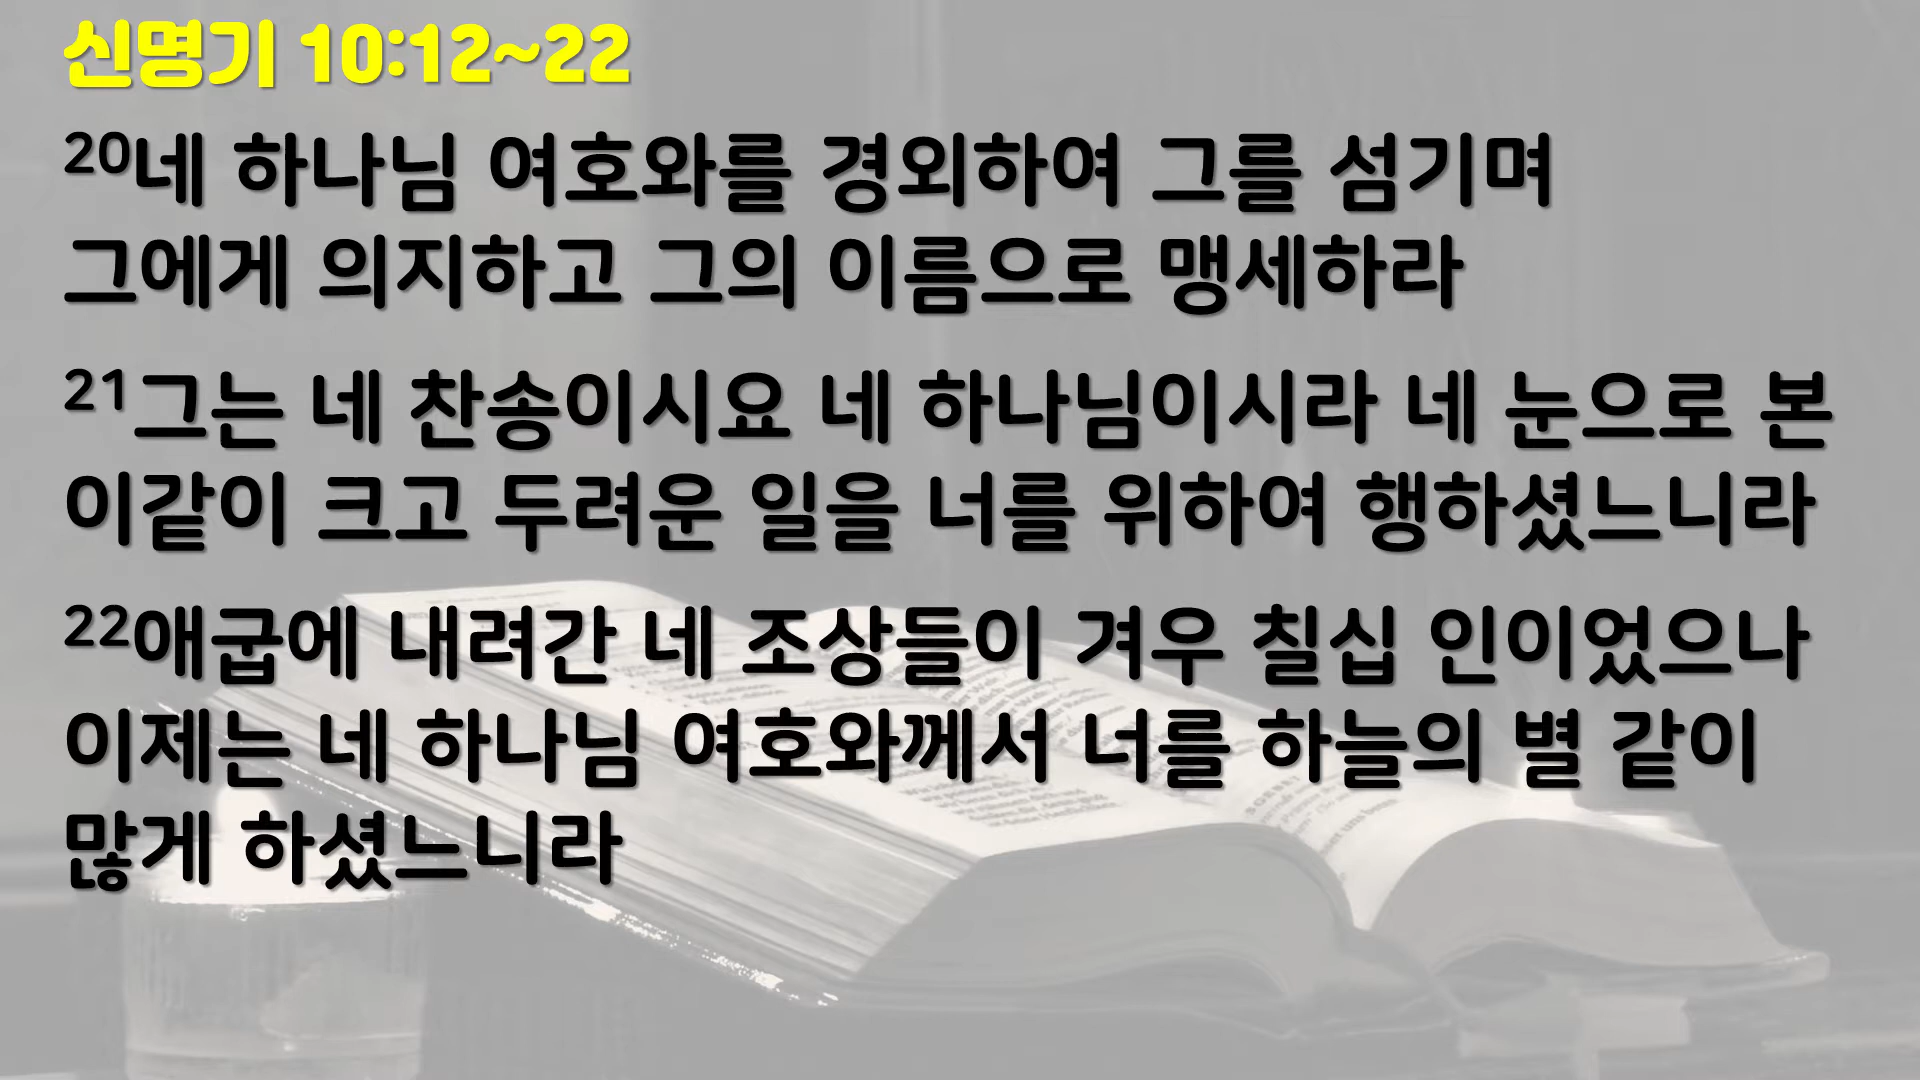 신명기 10:12~22
20네 하나님 여호와를 경외하여 그를 섬기며
그에게 의지하고 그의 이름으로 맹세하라
21그는 네 찬송이시요 네 하나님이시라 네 눈으로 본
이같이 크고 두려운 일을 너를 위하여 행하셨느니라
22애굽에 내려간 네 조상들이 겨우 칠십 인이었으나
이제는 네 하나님 여호와께서 너를 하늘의 별 같이
많게 하셨느니라